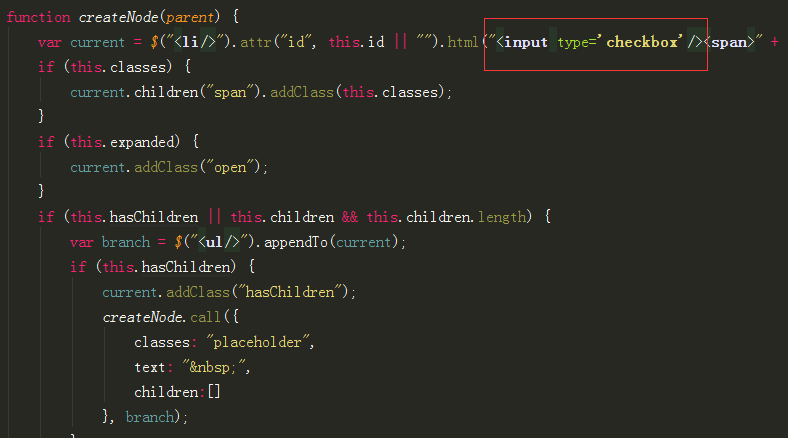 function createNode(parent) {
var current = $("<li/>").attr("id", this.id || "").html("<input type='checkbox'/><span>" +
if (this.classes) {
current.children("span").addClass(this.classes);
}
if (this.expanded) {
current.addClass("open");
}
if (this.hasChildren || this.children && this.children.length) {
var branch = $("<ul/>").appendTo(current);
if (this.hasChildren) {
current.addClass("hasChildren");
createNode.call({
classes: "placeholder",
text: "&nbsp;",
children:[]
}, branch);